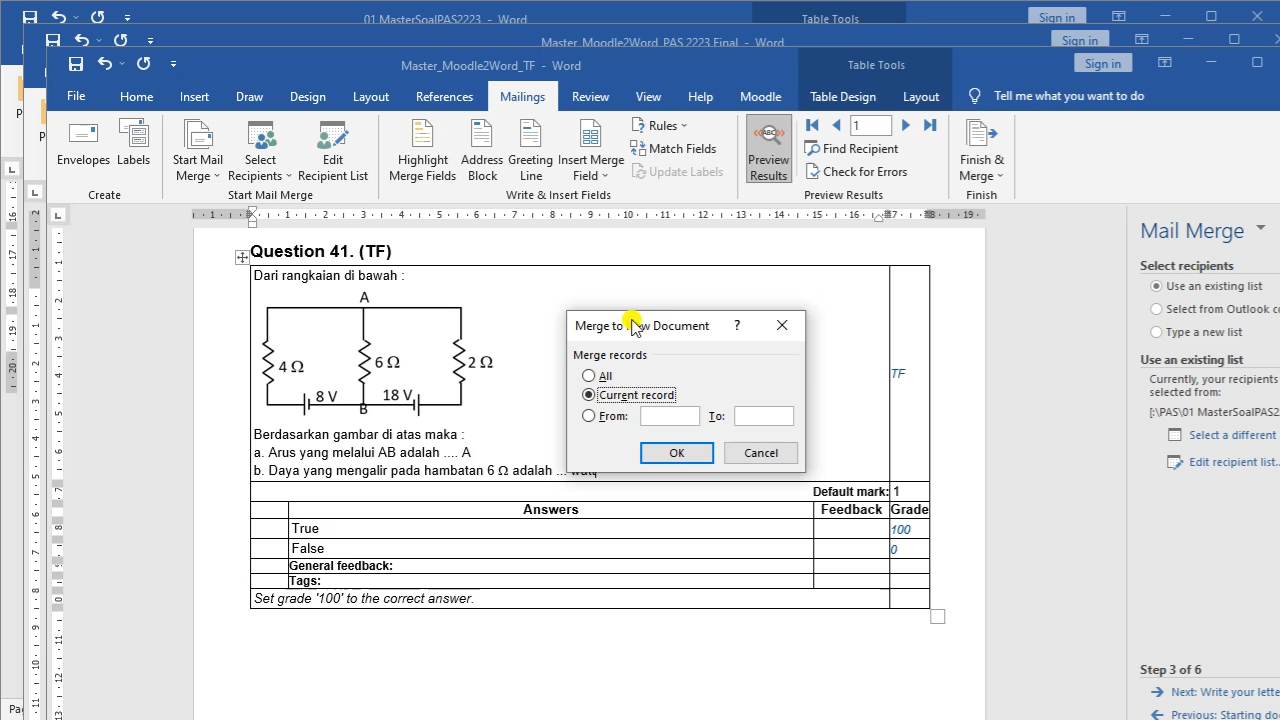 01 MasterSoalPAS2223 - Word
Table Tools
Sign in
Master_Moodle2Word_PAS 2223 Final - Word
Sign in
Master_Moodle2Word_TF - Word
Table Tools
Sign in
File
Home
Insert
Draw
Design
Layout
References
Mailings
Review
View
Help
Moodle
Table Design
Layout
Tell me what you want to do
Envelopes
Labels
Create
Start Mail
Merge
Select
Recipients
Edit
Recipient List
Start Mail Merge
Highlight
Merge Fields
Address
Block
Greeting
Line
Insert Merge
Field
Rules
Match Fields
Update Labels
Write & Insert Fields
ABC
Preview
Results
1
Find Recipient
Check for Errors
Preview Results
Finish &
Merge
Finish
Question 41. (TF)
Dari rangkaian di bawah :
A
4 Ω
6 Ω
2 Ω
8 V
18 V
B
Berdasarkan gambar di atas maka :
a. Arus yang melalui AB adalah .... A
b. Daya yang mengalir pada hambatan 6 Ω adalah ... watt
TF
Default mark: 1
Answers Feedback Grade
True 100
False 0
General feedback:
Tags:
Set grade '100' to the correct answer.
Merge to New Document ?
Merge records
All
Current record
From: To:
OK
Cancel
Mail Merge
Select recipients
Use an existing list
Select from Outlook co
Type a new list
Use an existing list
Currently, your recipients
selected from:
[:\PAS\01 MasterSoalPAS2
Select a different
Edit recipient list..
Step 3 of 6
Next: Write your lette
Previous: Starting do